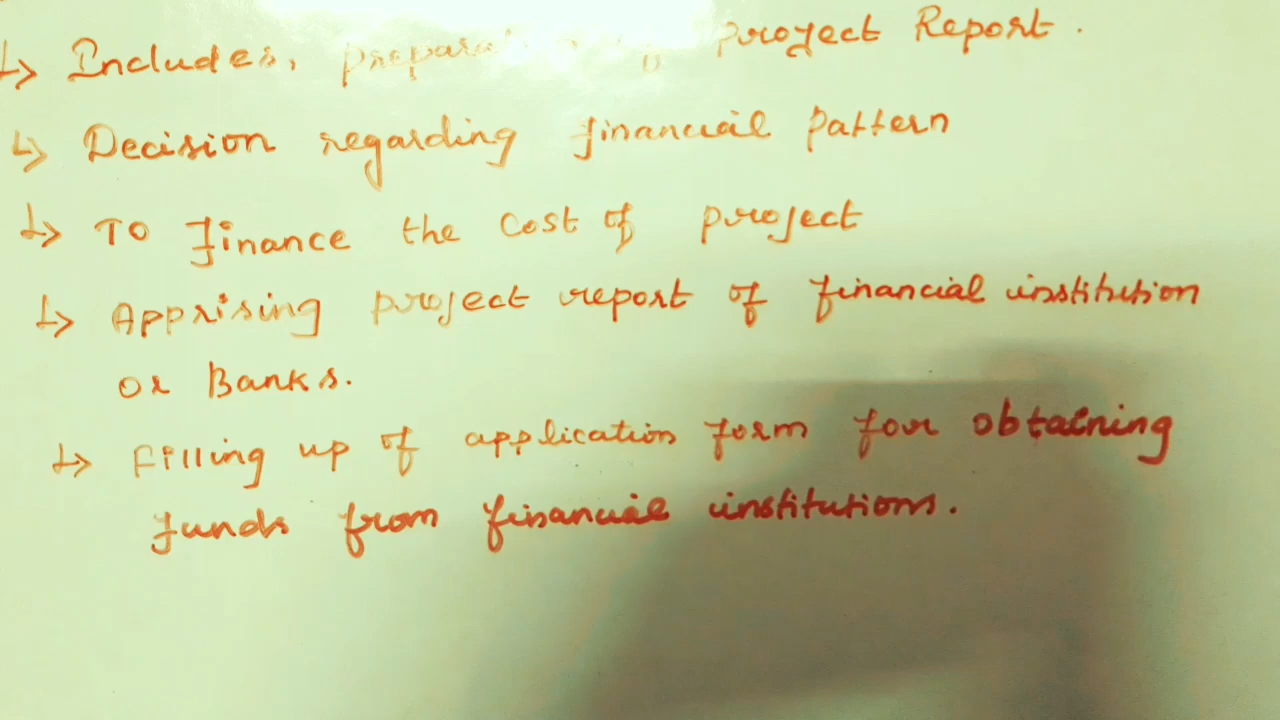 ↳ Includes, project Report.
↳ Decision regarding financial pattern
↳ To finance the cost of project
↳ Apprising project report of financial institution
or Banks.
↳ Filling up of application form for obtaining
funds from financial institutions.